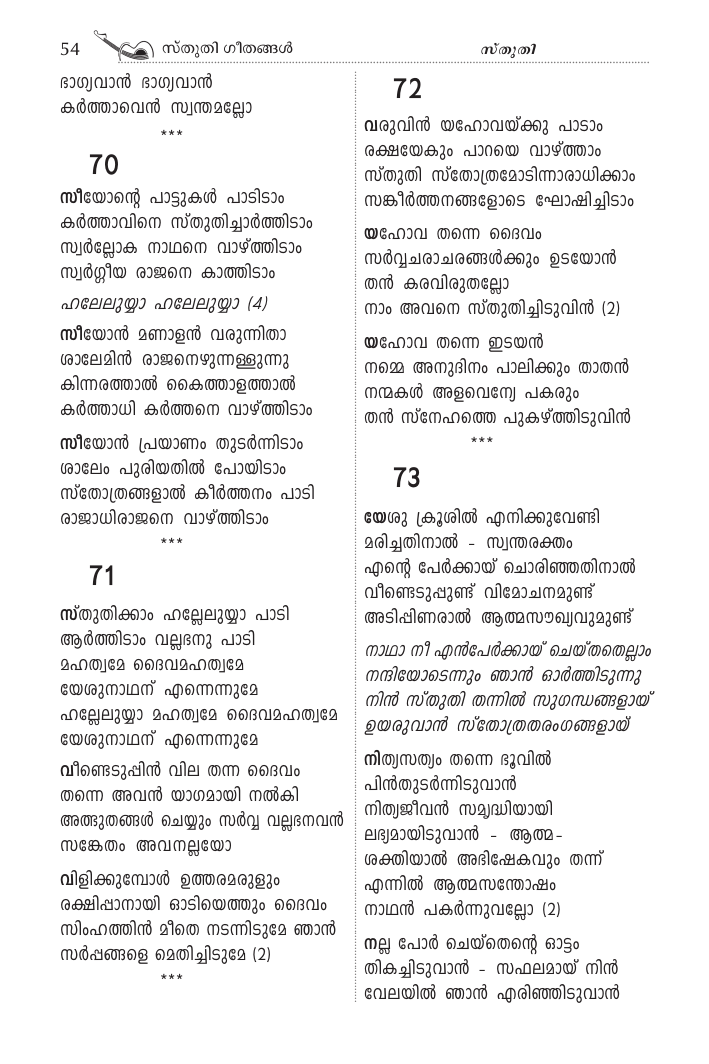 54 സ്തുതി ഗീതങ്ങൾ സ്തുതി
ഭാഗ്യവാൻ ഭാഗ്യവാൻ
കർത്താവെൻ സ്വന്തമല്ലോ
***
70
സീയോന്റെ പാട്ടുകൾ പാടിടാം
കർത്താവിനെ സ്തുതിച്ചാർത്തിടാം
സ്വർല്ലോക നാഥനെ വാഴ്ത്തിടാം
സ്വർഗ്ഗീയ രാജനെ കാത്തിടാം
ഹലേലുയ്യാ ഹലേലുയ്യാ (4)
സീയോൻ മണാളൻ വരുന്നിതാ
ശാലേമിൻ രാജനെഴുന്നള്ളുന്നു
കിന്നരത്താൽ കൈത്താളത്താൽ
കർത്താധി കർത്തനെ വാഴ്ത്തിടാം
സീയോൻ പ്രയാണം തുടർന്നിടാം
ശാലേം പുരിയതിൽ പോയിടാം
സ്തോത്രങ്ങളാൽ കീർത്തനം പാടി
രാജാധിരാജനെ വാഴ്ത്തിടാം
***
71
സ്തുതിക്കാം ഹല്ലേലുയ്യാ പാടി
ആർത്തിടാം വല്ലഭനു പാടി
മഹത്വമേ ദൈവമഹത്വമേ
യേശുനാഥന് എന്നെന്നുമേ
ഹല്ലേലുയ്യാ മഹത്വമേ ദൈവമഹത്വമേ
യേശുനാഥന് എന്നെന്നുമേ
വീണ്ടെടുപ്പിൻ വില തന്ന ദൈവം
തന്നെ അവൻ യാഗമായി നൽകി
അത്ഭുതങ്ങൾ ചെയ്യും സർവ്വ വല്ലഭനവൻ
സങ്കേതം അവനല്ലയോ
വിളിക്കുമ്പോൾ ഉത്തരമരുളും
രക്ഷിപ്പാനായി ഓടിയെത്തും ദൈവം
സിംഹത്തിൻ മീതെ നടന്നിടുമേ ഞാൻ
സർപ്പങ്ങളെ മെതിച്ചിടുമേ (2)
***
72
വരുവിൻ യഹോവയ്ക്കു പാടാം
രക്ഷയേകും പാറയെ വാഴ്ത്താം
സ്തുതി സ്തോത്രമോടിന്നാരാധിക്കാം
സങ്കീർത്തനങ്ങളോടെ ഘോഷിച്ചിടാം
യഹോവ തന്നെ ദൈവം
സർവ്വചരാചരങ്ങൾക്കും ഉടയോൻ
തൻ കരവിരുതല്ലോ
നാം അവനെ സ്തുതിച്ചിടുവിൻ (2)
യഹോവ തന്നെ ഇടയൻ
നമ്മെ അനുദിനം പാലിക്കും താതൻ
നന്മകൾ അളവെന്യേ പകരും
തൻ സ്നേഹത്തെ പുകഴ്ത്തിടുവിൻ
***
73
യേശു ക്രൂശിൽ എനിക്കുവേണ്ടി
മരിച്ചതിനാൽ - സ്വന്തരക്തം
എന്റെ പേർക്കായ് ചൊരിഞ്ഞതിനാൽ
വീണ്ടെടുപ്പുണ്ട് വിമോചനമുണ്ട്
അടിപ്പിണരാൽ ആത്മസൗഖ്യവുമുണ്ട്
നാഥാ നീ എൻപേർക്കായ് ചെയ്തതെല്ലാം
നന്ദിയോടെന്നും ഞാൻ ഓർത്തിടുന്നു
നിൻ സ്തുതി തന്നിൽ സുഗന്ധങ്ങളായ്
ഉയരുവാൻ സ്തോത്രതരംഗങ്ങളായ്
നിത്യസത്യം തന്നെ ഭൂവിൽ
പിൻതുടർന്നിടുവാൻ
നിത്യജീവൻ സമൃദ്ധിയായി
ലഭ്യമായിടുവാൻ - ആത്മ-
ശക്തിയാൽ അഭിഷേകവും തന്ന്
എന്നിൽ ആത്മസന്തോഷം
നാഥൻ പകർന്നുവല്ലോ (2)
നല്ല പോർ ചെയ്തെന്റെ ഓട്ടം
തികച്ചിടുവാൻ - സഫലമായ് നിൻ
വേലയിൽ ഞാൻ എരിഞ്ഞിടുവാൻ